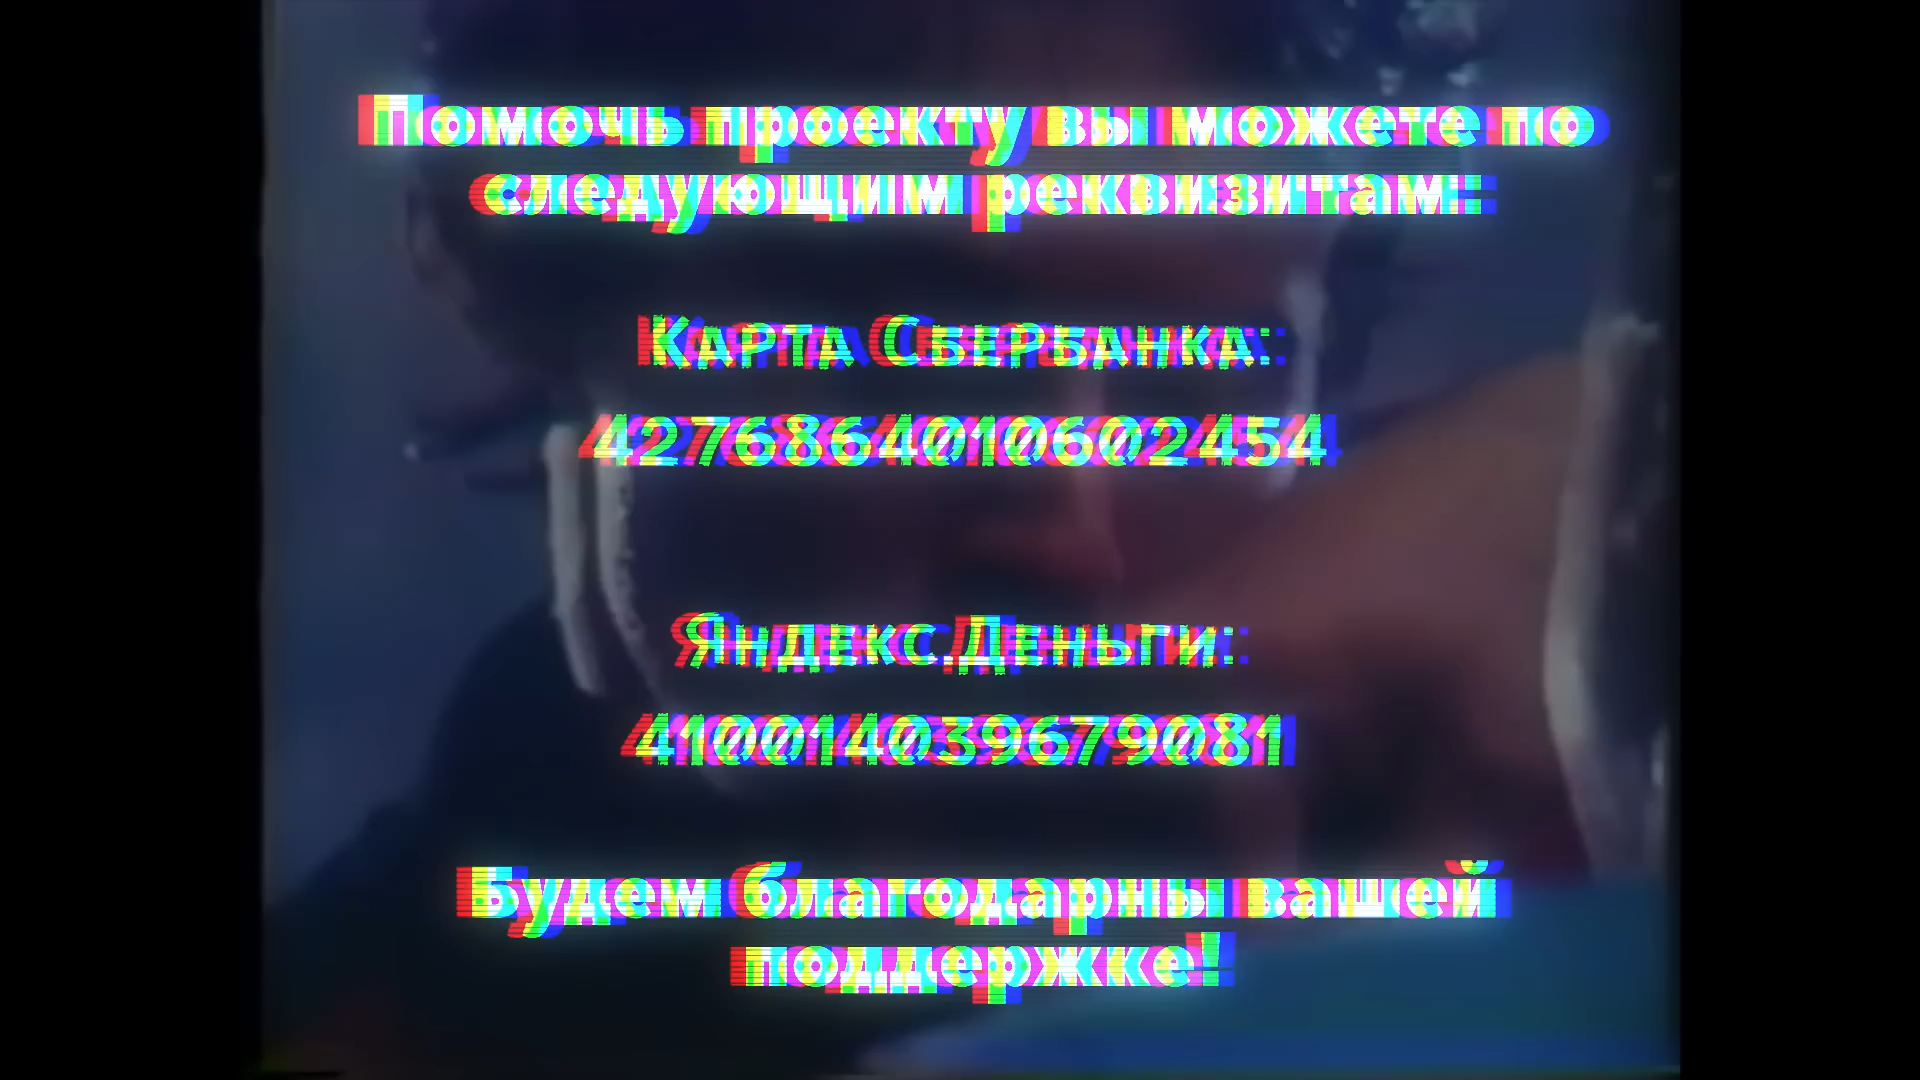 Помочь проекту вы можете по
следующим реквизитам:
Карта Сбербанка:
4276864010602454
Яндекс.Деньги:
410014039679081
Будем благодарны вашей
поддержке!